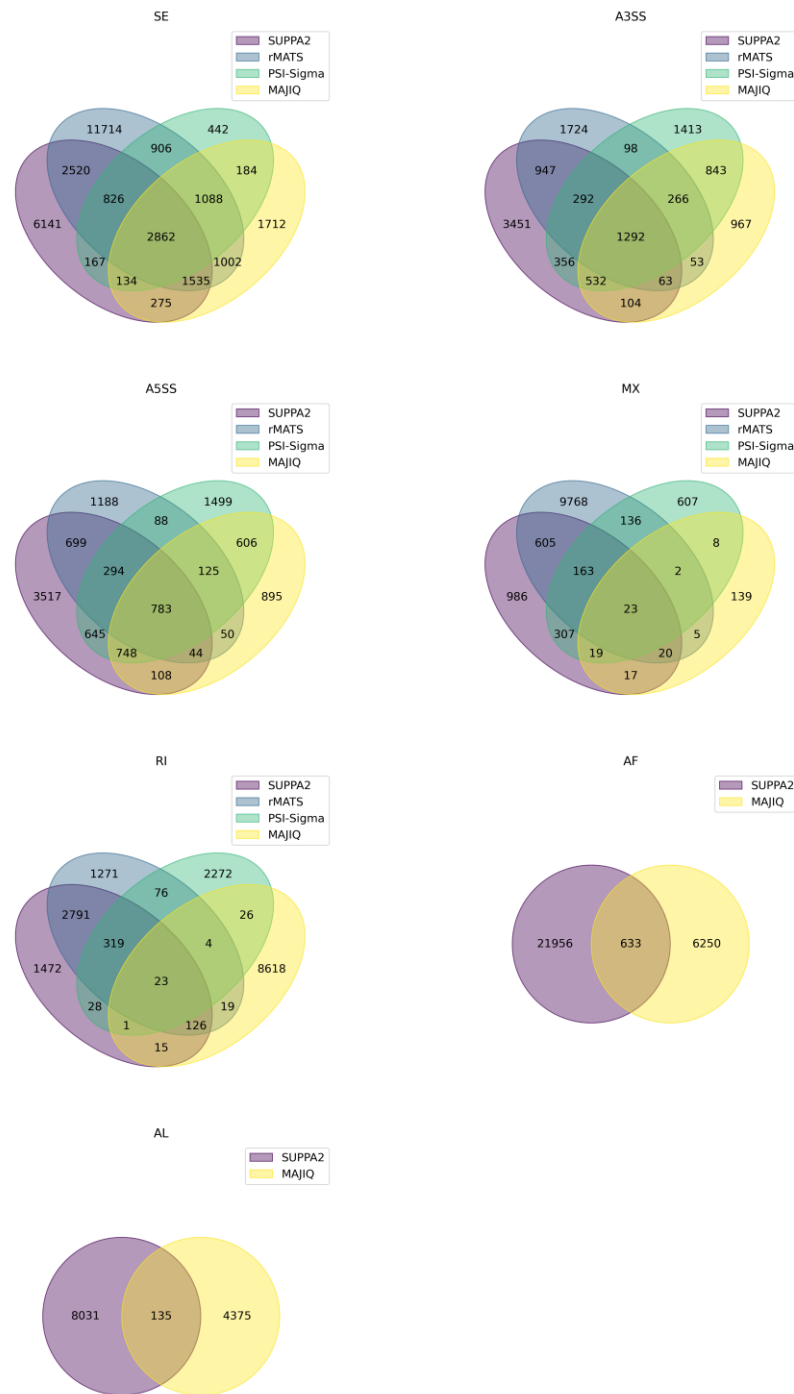 SE
SUPPA2
rMATS
PSI-Sigma
MAJIQ
11714
442
906
2520
184
826
1088
6141
1712
2862
167
1002
134
1535
275
A3SS
SUPPA2
rMATS
PSI-Sigma
MAJIQ
1724
1413
98
947
843
292
266
3451
967
1292
356
53
532
63
104
A5SS
SUPPA2
rMATS
PSI-Sigma
MAJIQ
1188
1499
88
699
606
294
125
3517
895
783
645
50
748
44
108
MX
SUPPA2
rMATS
PSI-Sigma
MAJIQ
9768
607
136
605
8
163
2
986
139
23
307
5
19
20
17
RI
SUPPA2
rMATS
PSI-Sigma
MAJIQ
1271
2272
76
2791
26
319
4
1472
8618
23
28
19
1
126
15
AF
SUPPA2
MAJIQ
21956
633
6250
AL
SUPPA2
MAJIQ
8031
135
4375